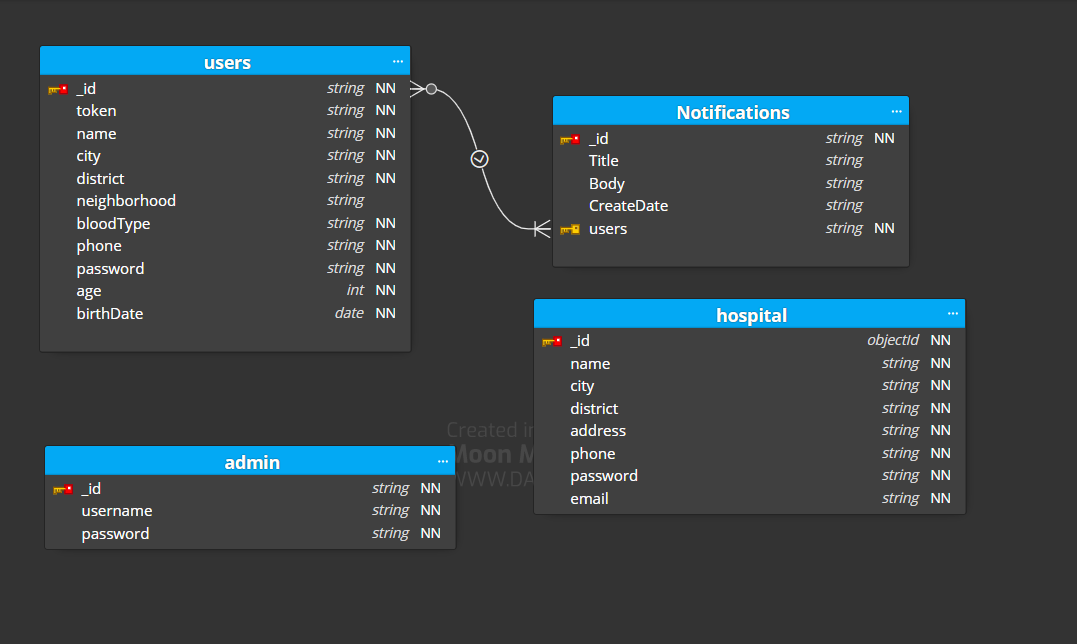 users ...
_id string NN
token string NN
name string NN
city string NN
district string NN
neighborhood string
bloodType string NN
phone string NN
password string NN
age int NN
birthDate date NN
Notifications ...
_id string NN
Title string
Body string
CreateDate string
users string NN
hospital ...
_id objectId NN
name string NN
city string NN
district string NN
address string NN
phone string NN
password string NN
email string NN
Created in
Moon M
WWW.DA
admin ...
_id string NN
username string NN
password string NN